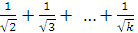 1/√2 + 1/√3 + ... + 1/√k